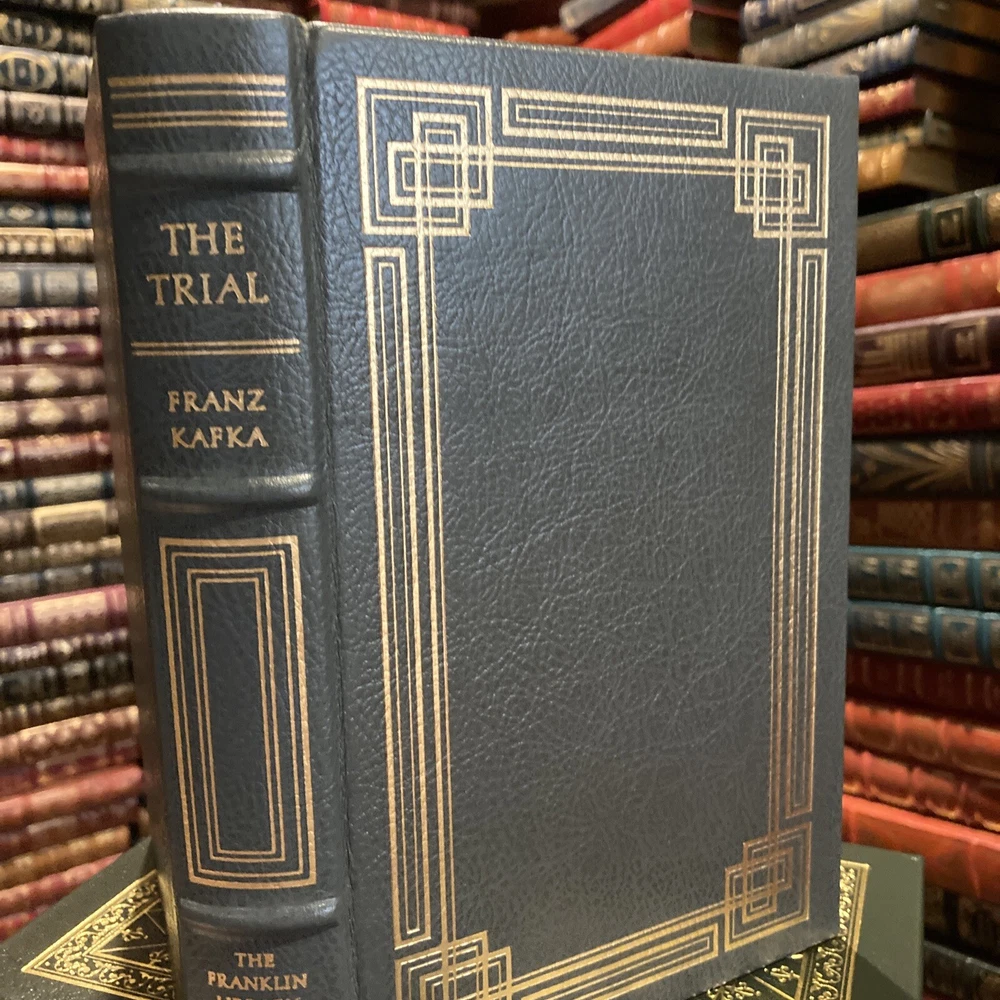 THE
TRIAL
FRANZ
KAFKA
THE
FRANKLIN